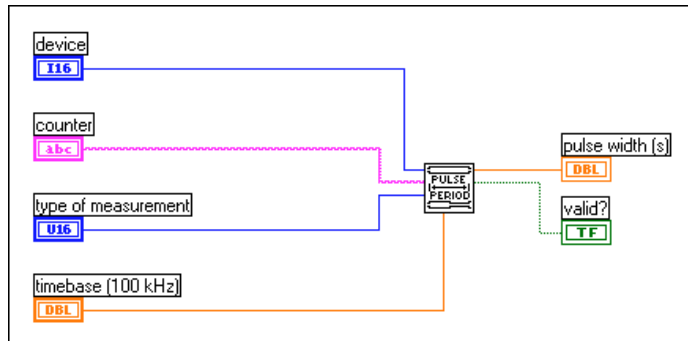 device
I16
counter
abc
type of measurement
U16
timebase (100 kHz)
DBL
PULSE
PERIOD
pulse width (s)
DBL
valid?
TF